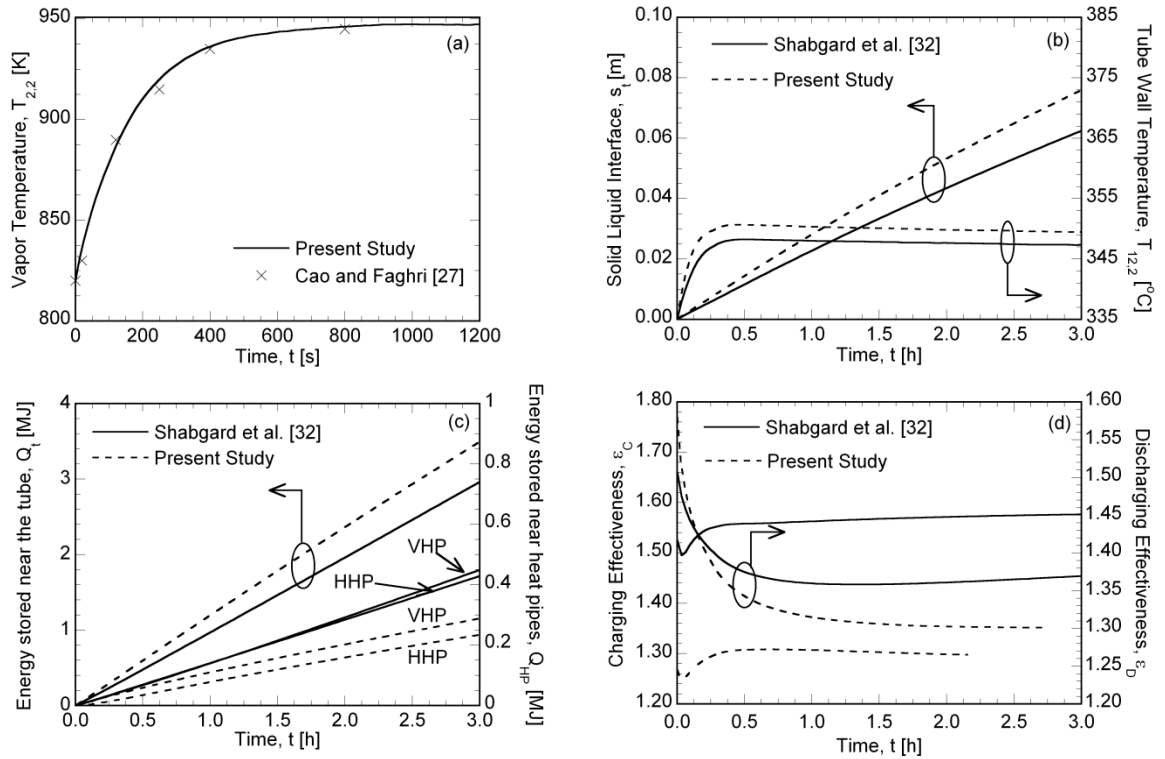 (a)
950
900
850
800
Vapor Temperature, T2,2 [K]
Present Study
Cao and Faghri [27]
0 200 400 600 800 1000 1200
Time, t [s]
(b)
0.10
0.08
0.06
0.04
0.02
0.00
Solid Liquid Interface, st [m]
Shabgard et al. [32]
Present Study
385
375
365
355
345
335
Tube Wall Temperature, T12,2 [°C]
0.0 0.5 1.0 1.5 2.0 2.5 3.0
Time, t [h]
(c)
4
3
2
1
0
Energy stored near the tube, Qt [MJ]
Shabgard et al. [32]
Present Study
VHP
HHP
VHP
HHP
1
0.8
0.6
0.4
0.2
0
Energy stored near heat pipes, QHP [MJ]
0.0 0.5 1.0 1.5 2.0 2.5 3.0
Time, t [h]
(d)
1.80
1.70
1.60
1.50
1.40
1.30
1.20
Charging Effectiveness, εC
Shabgard et al. [32]
Present Study
1.60
1.55
1.50
1.45
1.40
1.35
1.30
1.25
1.20
Discharging Effectiveness, εD
0.0 0.5 1.0 1.5 2.0 2.5 3.0
Time, t [h]